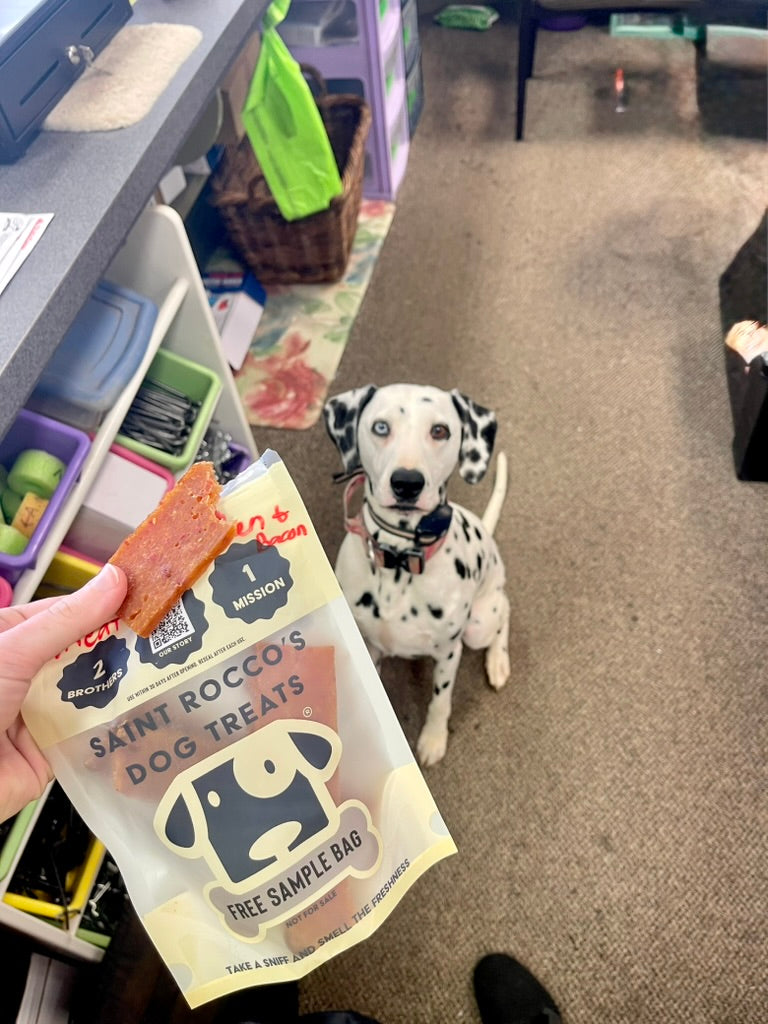 Bacon
1
MISSION
OUR STORY
2
BROTHERS
USE WITHIN 30 DAYS AFTER OPENING. RESEAL AFTER EACH USE.
SAINT ROCCO'S
DOG TREATS
®
FREE SAMPLE BAG
NOT FOR SALE
TAKE A SNIFF AND SMELL THE FRESHNESS